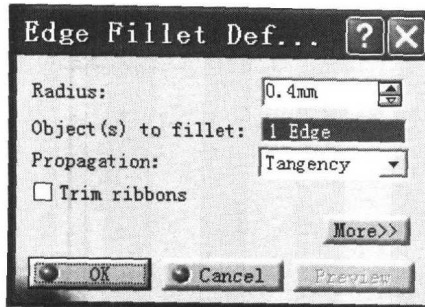 Edge Fillet Def... ? X
Radius: 0.4mm
Object(s) to fillet: 1 Edge
Propagation: Tangency
Trim ribbons
More>>
OK Cancel Preview